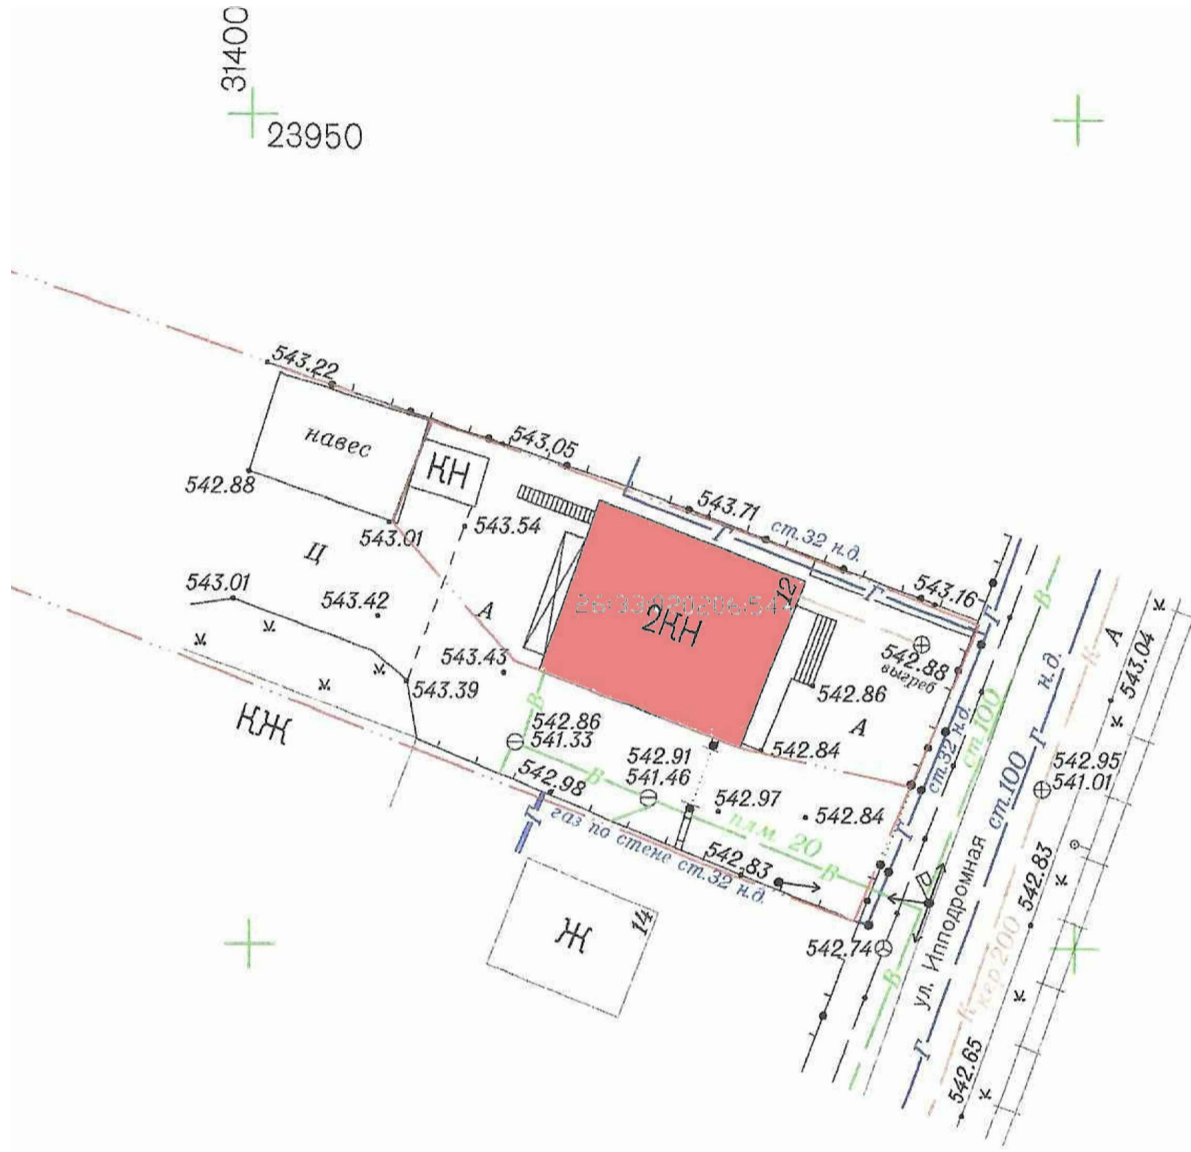 31400
23950
543.22
навес
543.05
КН
542.88
543.71
ст.32 н.д.
Г
543.54
543.01
Ц
12
543.16
Г
Г
В
543.01
543.42
А
2КН
542.88
выгреб
К
А
543.04
543.43
543.39
542.86
КЖ
В
542.86
541.33
А
ст.32 н.д.
ст.100
н.д.
Г
542.91
541.46
542.84
542.95
541.01
В
542.98
542.97
542.84
ст.100
Г
газ по стене ст.32 н.д.
плм. 20
В
Г
542.83
542.83
14
Ж
542.74
ул. Ипподромная
В
кер.200
К
Г
542.65